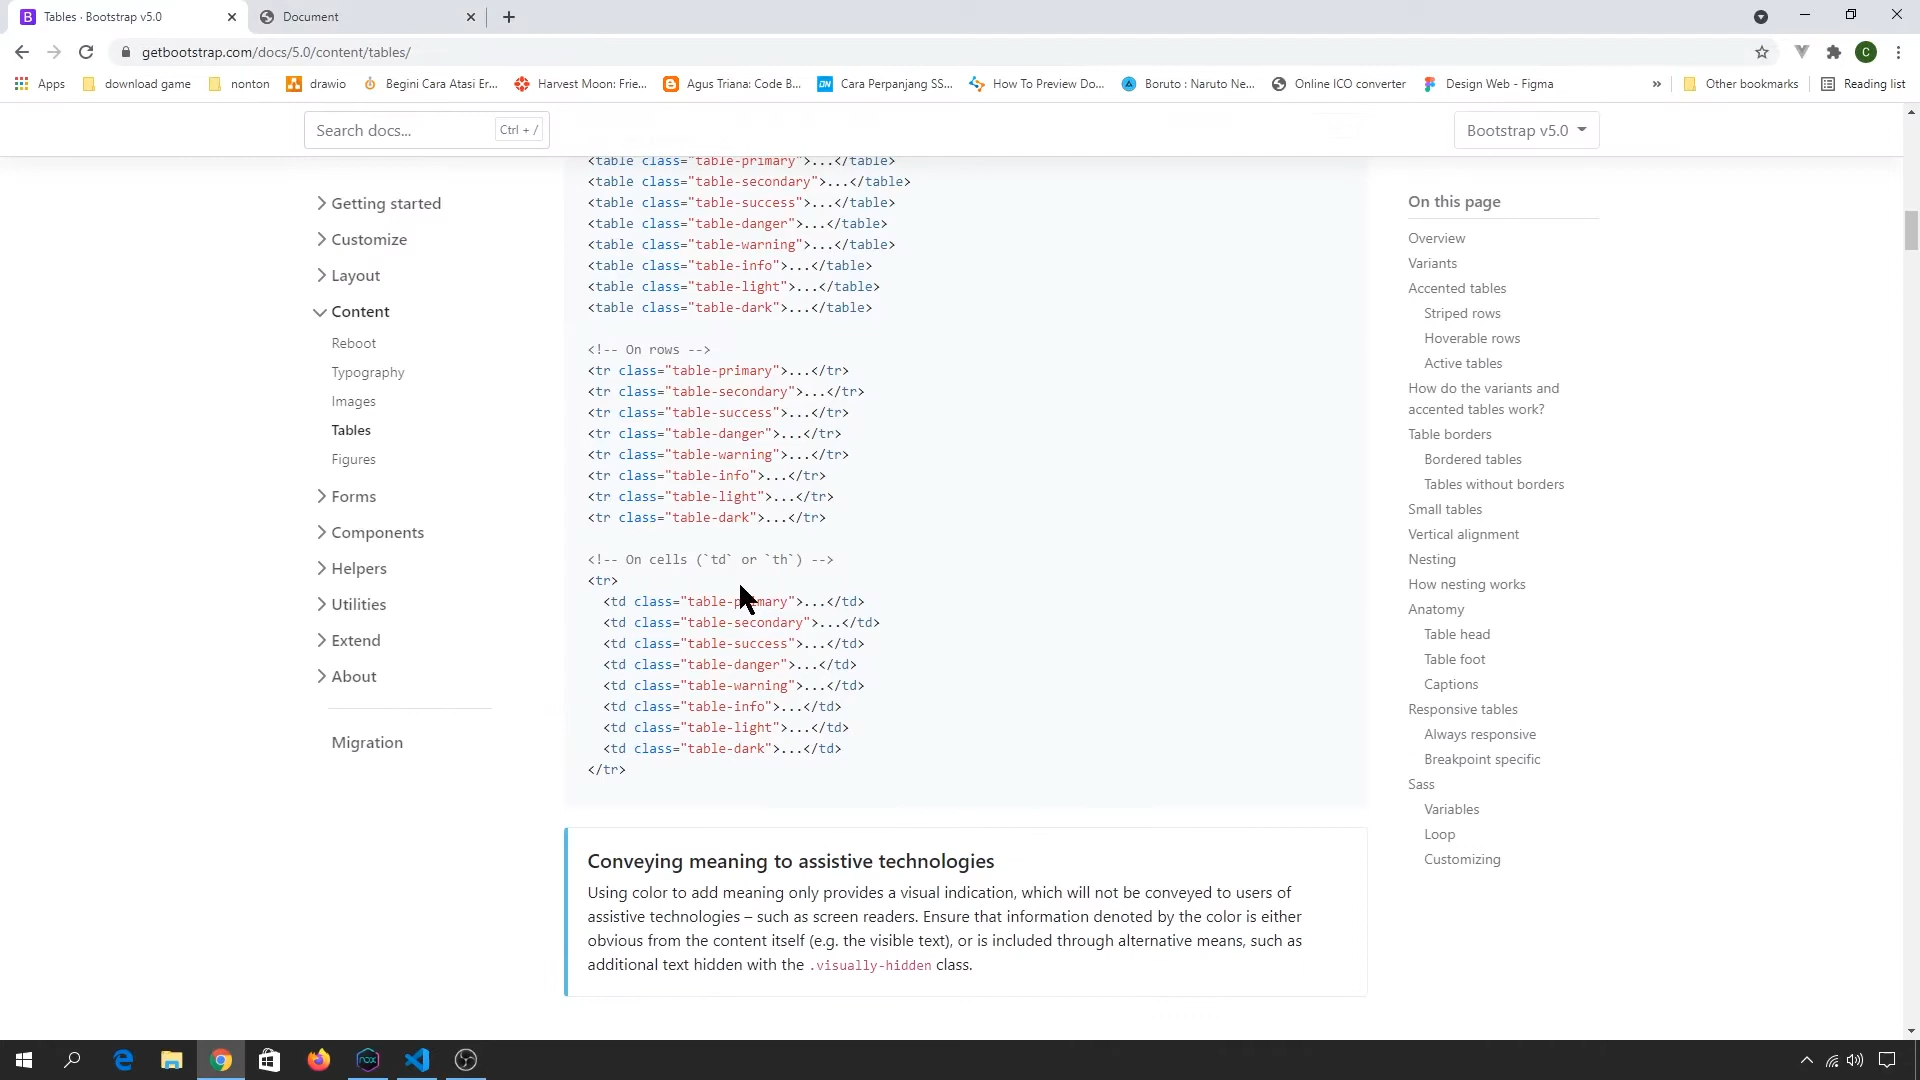 Tables · Bootstrap v5.0
Document
getbootstrap.com/docs/5.0/content/tables/
C
Apps
download game
nonton
drawio
Begini Cara Atasi Er...
Harvest Moon: Frie...
Agus Triana: Code B...
Cara Perpanjang SS...
How To Preview Do...
Boruto : Naruto Ne...
Online ICO converter
Design Web - Figma
»
Other bookmarks
Reading list
Search docs...
Ctrl + /
Bootstrap v5.0
Getting started
Customize
Layout
Content
Reboot
Typography
Images
Tables
Figures
Forms
Components
Helpers
Utilities
Extend
About
Migration
<table class="table-primary">...</table>
<table class="table-secondary">...</table>
<table class="table-success">...</table>
<table class="table-danger">...</table>
<table class="table-warning">...</table>
<table class="table-info">...</table>
<table class="table-light">...</table>
<table class="table-dark">...</table>
<!-- On rows -->
<tr class="table-primary">...</tr>
<tr class="table-secondary">...</tr>
<tr class="table-success">...</tr>
<tr class="table-danger">...</tr>
<tr class="table-warning">...</tr>
<tr class="table-info">...</tr>
<tr class="table-light">...</tr>
<tr class="table-dark">...</tr>
<!-- On cells (`td` or `th`) -->
<tr>
<td class="table-primary">...</td>
<td class="table-secondary">...</td>
<td class="table-success">...</td>
<td class="table-danger">...</td>
<td class="table-warning">...</td>
<td class="table-info">...</td>
<td class="table-light">...</td>
<td class="table-dark">...</td>
</tr>
Conveying meaning to assistive technologies
Using color to add meaning only provides a visual indication, which will not be conveyed to users of
assistive technologies – such as screen readers. Ensure that information denoted by the color is either
obvious from the content itself (e.g. the visible text), or is included through alternative means, such as
additional text hidden with the .visually-hidden class.
On this page
Overview
Variants
Accented tables
Striped rows
Hoverable rows
Active tables
How do the variants and
accented tables work?
Table borders
Bordered tables
Tables without borders
Small tables
Vertical alignment
Nesting
How nesting works
Anatomy
Table head
Table foot
Captions
Responsive tables
Always responsive
Breakpoint specific
Sass
Variables
Loop
Customizing